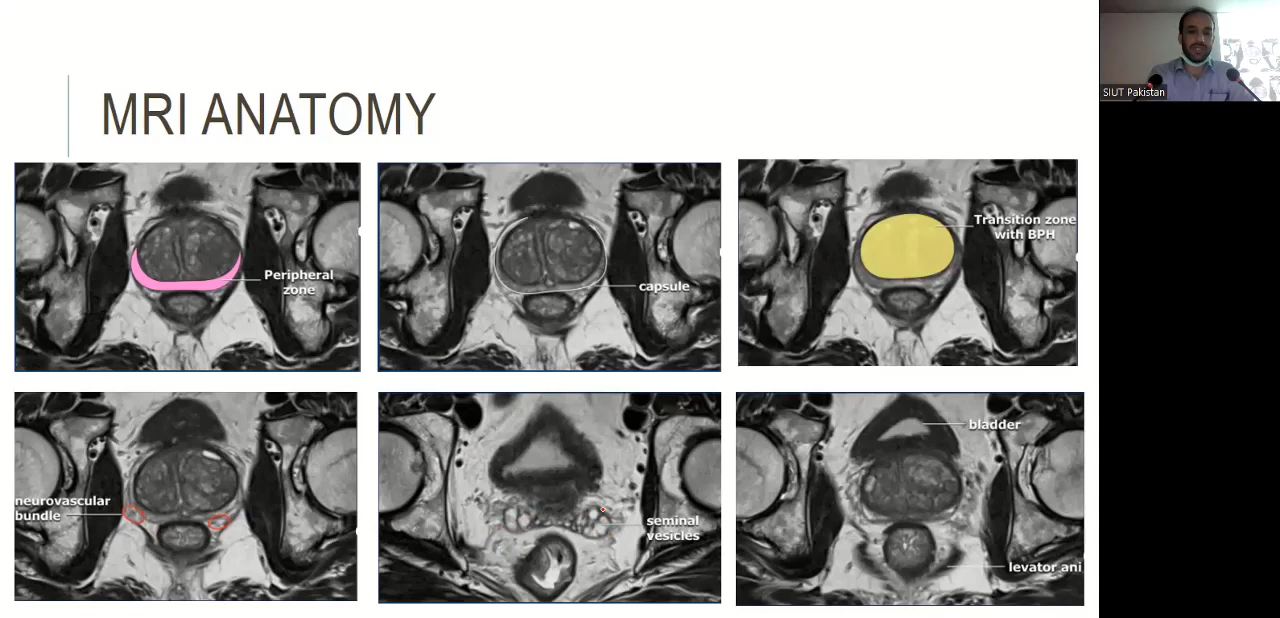 MRI ANATOMY
SIUT Pakistan
Peripheral
zone
capsule
Transition zone
with BPH
neurovascular
bundle
seminal
vesicles
bladder
levator ani